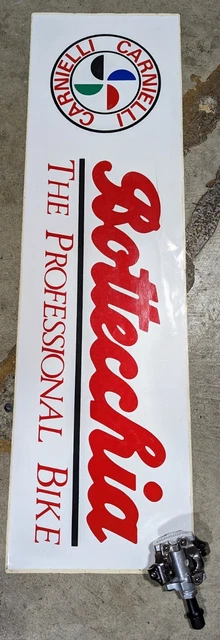 CARNIELLI
CARNIELLI
Bottecchia
THE PROFESSIONAL BIKE